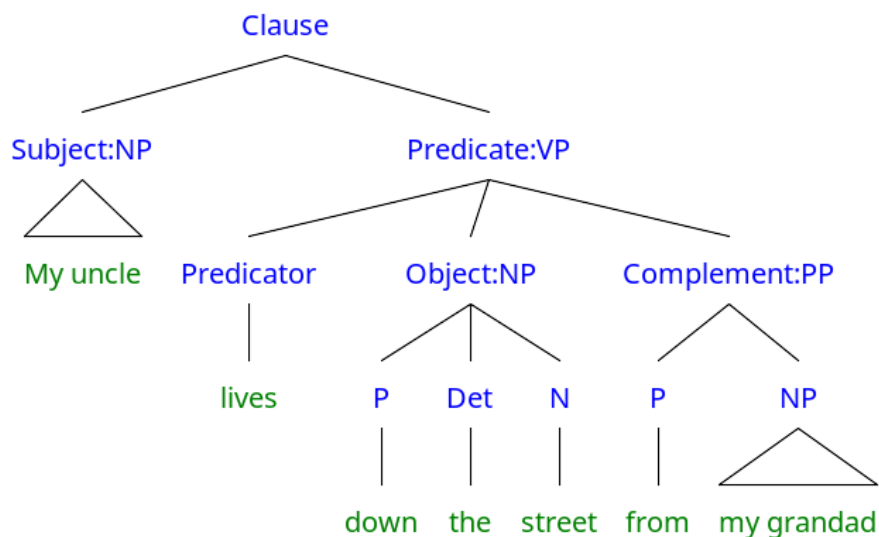 Clause
Subject:NP Predicate:VP
My uncle Predicator Object:NP Complement:PP
lives P Det N P NP
down the street from my grandad